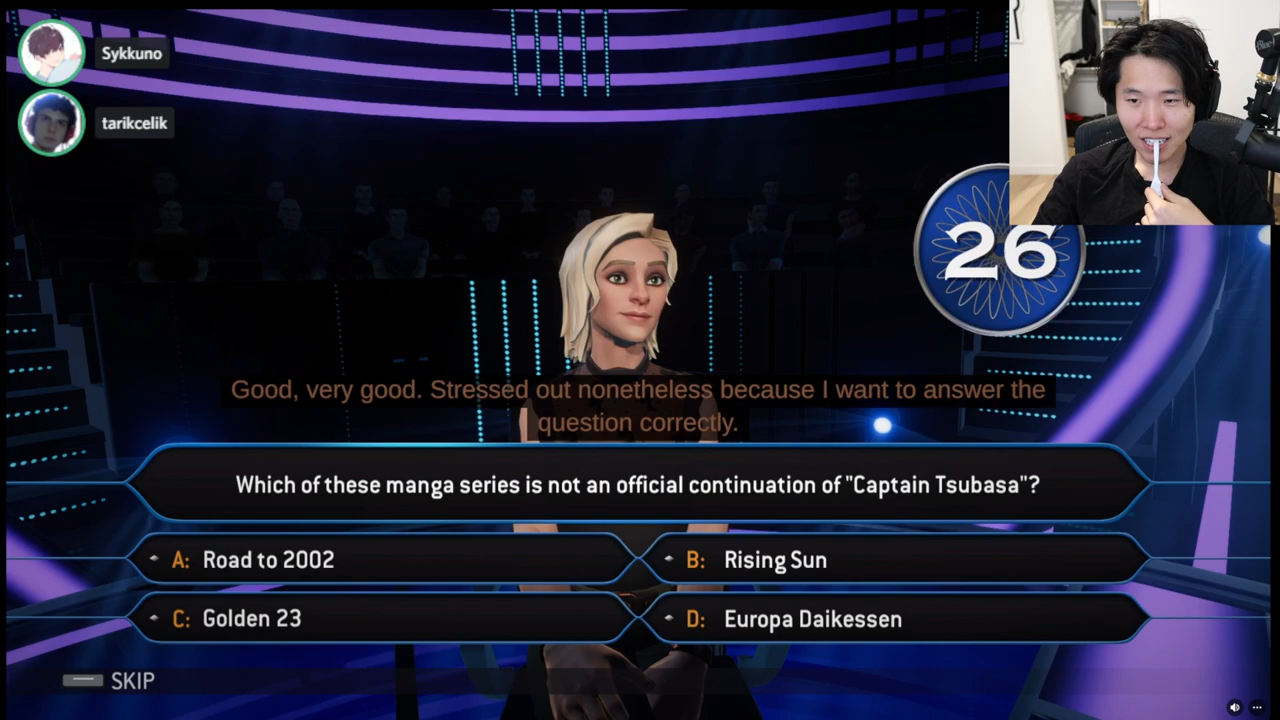 Sykkuno
tarikcelik
26
Good, very good. Stressed out nonetheless because I want to answer the
question correctly.
Which of these manga series is not an official continuation of "Captain Tsubasa"?
A: Road to 2002
B: Rising Sun
C: Golden 23
D: Europa Daikessen
SKIP